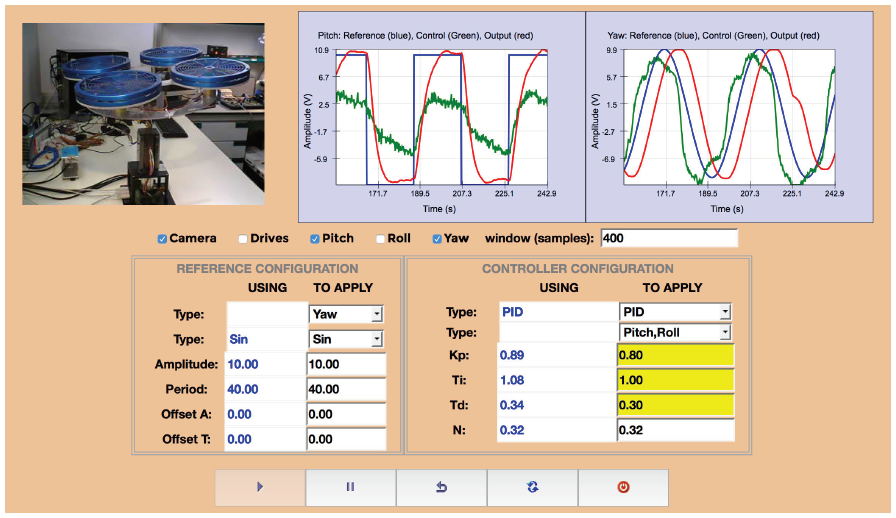 Pitch: Reference (blue), Control (Green), Output (red)
10.9
6.7
2.5
-1.7
-5.9
Amplitude (V)
171.7 189.5 207.3 225.1 242.9
Time (s)
Yaw: Reference (blue), Control (Green), Output (red)
9.9
5.7
1.5
-2.7
-6.9
Amplitude (V)
171.7 189.5 207.3 225.1 242.9
Time (s)
Camera Drives Pitch Roll Yaw window (samples): 400
REFERENCE CONFIGURATION
USING TO APPLY
Type: Yaw
Type: Sin Sin
Amplitude: 10.00 10.00
Period: 40.00 40.00
Offset A: 0.00 0.00
Offset T: 0.00 0.00
CONTROLLER CONFIGURATION
USING TO APPLY
Type: PID PID
Type: Pitch,Roll
Kp: 0.89 0.80
Ti: 1.08 1.00
Td: 0.34 0.30
N: 0.32 0.32